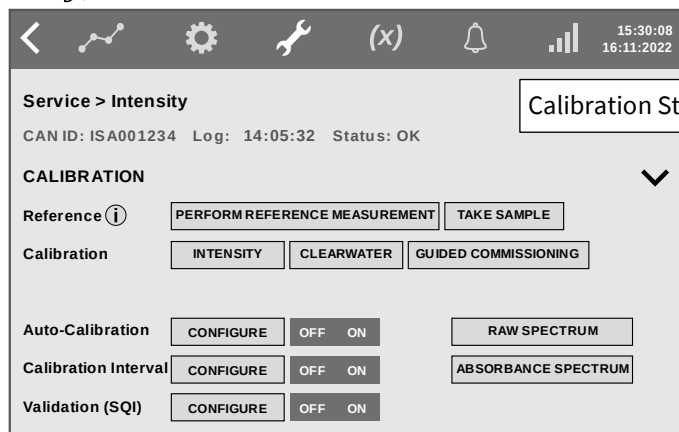 (x)
15:30:08
16:11:2022
Service > Intensity
Calibration St
CAN ID: ISA001234 Log: 14:05:32 Status: OK
CALIBRATION
Reference i PERFORM REFERENCE MEASUREMENT TAKE SAMPLE
Calibration INTENSITY CLEARWATER GUIDED COMMISSIONING
Auto-Calibration CONFIGURE OFF ON RAW SPECTRUM
Calibration Interval CONFIGURE OFF ON ABSORBANCE SPECTRUM
Validation (SQI) CONFIGURE OFF ON